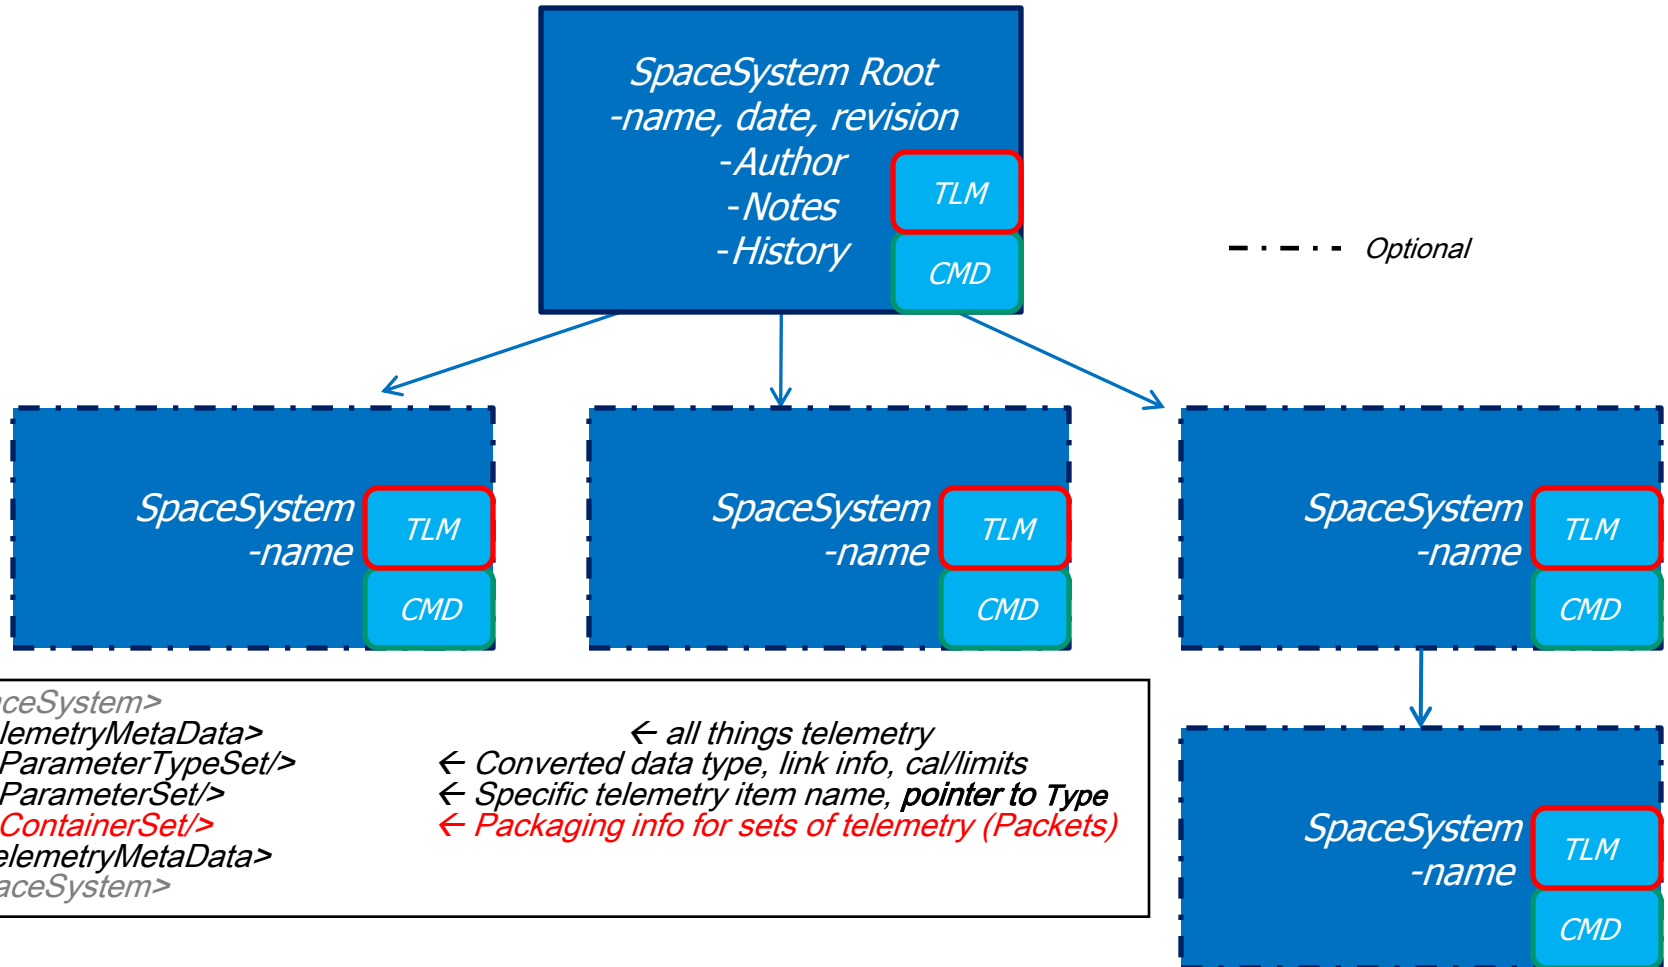 SpaceSystem Root
-name, date, revision
-Author
-Notes
-History
TLM
CMD
Optional
SpaceSystem
-name
TLM
CMD
SpaceSystem
-name
TLM
CMD
SpaceSystem
-name
TLM
CMD
aceSystem>
lemetryMetaData> ← all things telemetry
ParameterTypeSet/> ← Converted data type, link info, cal/limits
ParameterSet/> ← Specific telemetry item name, pointer to Type
ContainerSet/> ← Packaging info for sets of telemetry (Packets)
elemetryMetaData>
aceSystem>
SpaceSystem
-name
TLM
CMD